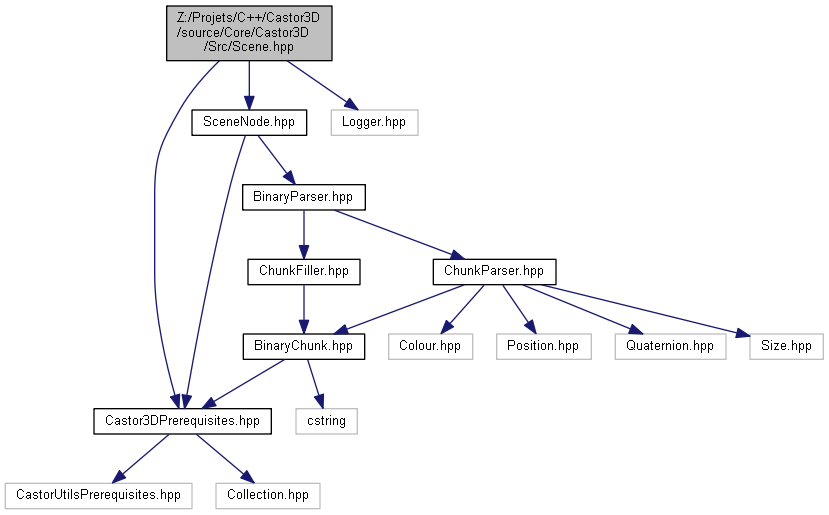 Z:/Projets/C++/Castor3D
/source/Core/Castor3D
/Src/Scene.hpp
SceneNode.hpp
Logger.hpp
BinaryParser.hpp
ChunkFiller.hpp
ChunkParser.hpp
BinaryChunk.hpp
Colour.hpp
Position.hpp
Quaternion.hpp
Size.hpp
Castor3DPrerequisites.hpp
cstring
CastorUtilsPrerequisites.hpp
Collection.hpp